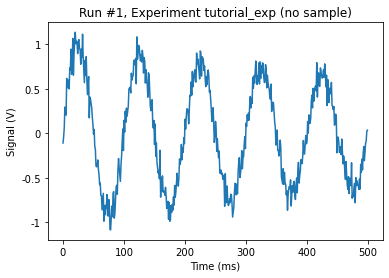 Run #1, Experiment tutorial_exp (no sample)
1
0.5
0
-0.5
-1
Signal (V)
0 100 200 300 400 500
Time (ms)